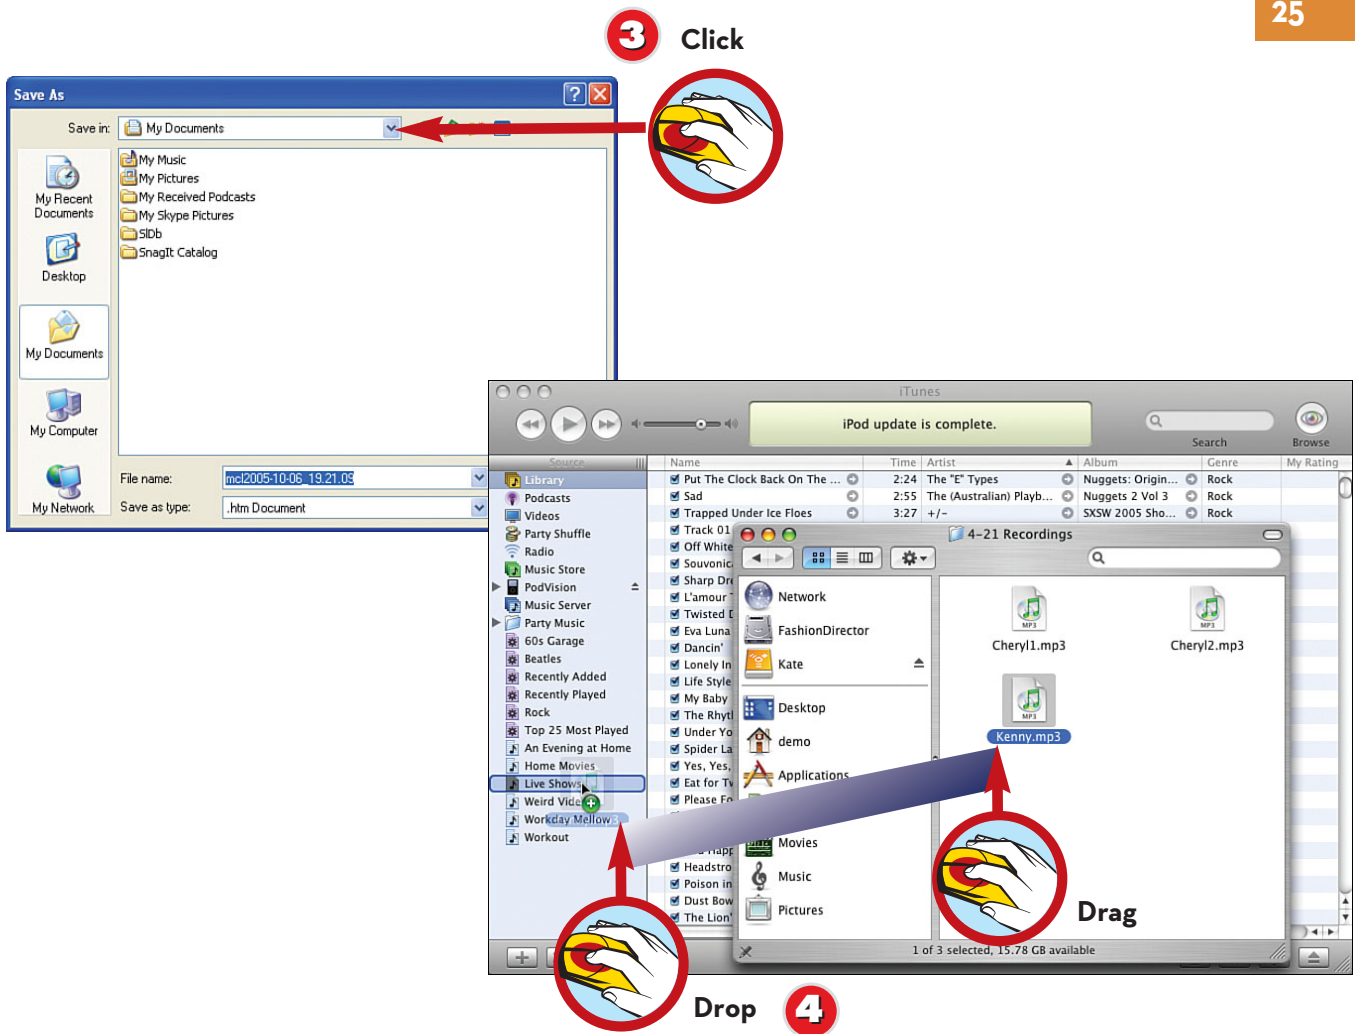 25
3 Click
Save As
Save in: My Documents
My Recent Documents
Desktop
My Documents
My Computer
My Network
My Music
My Pictures
My Received Podcasts
My Skype Pictures
SlDb
SnagIt Catalog
File name: mcl2005-10-06_19.21.09
Save as type: .htm Document
iTunes
iPod update is complete.
Search
Browse
Source
Library
Podcasts
Videos
Party Shuffle
Radio
Music Store
PodVision
Music Server
Party Music
60s Garage
Beatles
Recently Added
Recently Played
Rock
Top 25 Most Played
An Evening at Home
Home Movies
Live Shows
Weird Vide
Workday Mellow
Workout
Name Time Artist Album Genre My Rating
Put The Clock Back On The ... 2:24 The "E" Types Nuggets: Origin... Rock
Sad 2:55 The (Australian) Playb... Nuggets 2 Vol 3 Rock
Trapped Under Ice Floes 3:27 +/- SXSW 2005 Sho... Rock
Track 01
Off White
Souvonic
Sharp Dre
L'amour
Twisted
Eva Luna
Dancin'
Lonely In
Life Style
My Baby
The Rhyt
Under Yo
Spider La
Yes, Yes,
Eat for Tw
Please Fo
Happ
Headstro
Poison in
Dust Bow
The Lion'
4-21 Recordings
Network
FashionDirector
Kate
Desktop
demo
Applications
Movies
Music
Pictures
MP3
Cheryl1.mp3
MP3
Cheryl2.mp3
MP3
Kenny.mp3
1 of 3 selected, 15.78 GB available
Drag
Drop 4